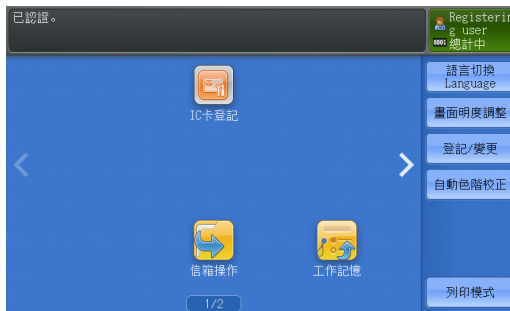 已認證。
Registerin
g user
總計中
語言切換
Language
IC卡登記
畫面明度調整
登記/變更
自動色階校正
信箱操作
工作記憶
列印模式
1/2